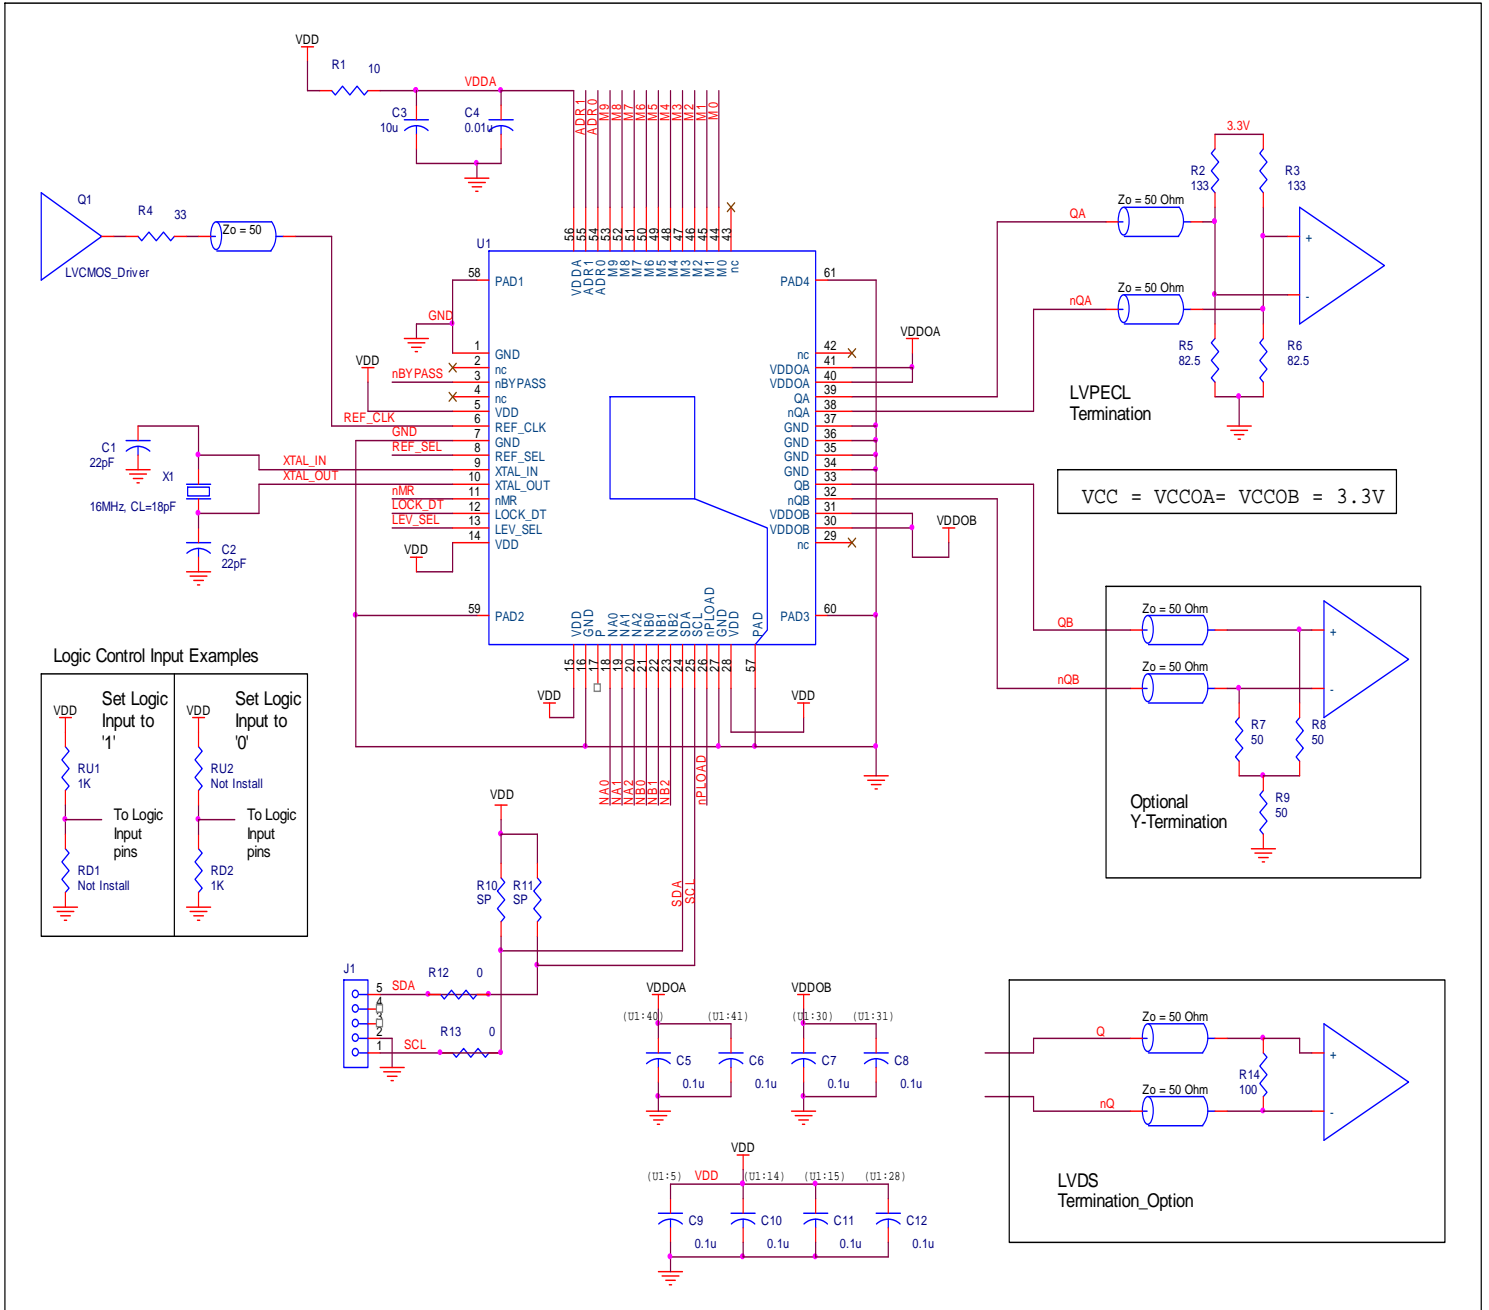 VDD
R1 10
VDDA
C3
10u
C4
0.01u
ADR1
ADR0
M9
M8
M7
M6
M5
M4
M3
M2
M1
M0
Q1
LVCMOS_Driver
R4 33
Zo = 50
U1
56
55
54
53
52
51
50
49
48
47
46
45
44
43
VDDA
ADR1
ADR0
M9
M8
M7
M6
M5
M4
M3
M2
M1
M0
nc
58 PAD1
61 PAD4
GND
VDD
nBYPASS
REF_CLK
GND
REF_SEL
XTAL_IN
XTAL_OUT
nMR
LOCK_DT
LEV_SEL
VDD
1 GND
2 nc
3 nBYPASS
4 nc
5 VDD
6 REF_CLK
7 GND
8 REF_SEL
9 XTAL_IN
10 XTAL_OUT
11 nMR
12 LOCK_DT
13 LEV_SEL
14 VDD
59 PAD2
nc 42
VDDOA 41
VDDOA 40
QA 39
nQA 38
GND 37
GND 36
GND 35
GND 34
QB 33
nQB 32
VDDOB 31
VDDOB 30
nc 29
PAD3 60
VDDOA
VDDOB
C1
22pF
X1
16MHz, CL=18pF
C2
22pF
VDD
GND
P
NA0
NA1
NA2
NB0
NB1
NB2
SDA
SCL
nPLOAD
GND
VDD
PAD
15
16
17
18
19
20
21
22
23
24
25
26
27
28
57
VDD
VDD
NA0
NA1
NA2
NB0
NB1
NB2
nPLOAD
SDA
SCL
3.3V
R2
133
R3
133
QA
Zo = 50 Ohm
nQA
Zo = 50 Ohm
+
-
R5
82.5
R6
82.5
LVPECL
Termination
VCC = VCCOA= VCCOB = 3.3V
QB
Zo = 50 Ohm
nQB
Zo = 50 Ohm
+
-
R7
50
R8
50
R9
50
Optional
Y-Termination
Logic Control Input Examples
Set Logic
Input to
'1'
VDD
RU1
1K
To Logic
Input
pins
RD1
Not Install
Set Logic
Input to
'0'
VDD
RU2
Not Install
To Logic
Input
pins
RD2
1K
VDD
R10
SP
R11
SP
J1
5
4
3
2
1
SDA
R12 0
SCL
R13 0
VDDOA
(U1:40)
(U1:41)
C5
0.1u
C6
0.1u
VDDOB
(U1:30)
(U1:31)
C7
0.1u
C8
0.1u
VDD
(U1:5) VDD (U1:14) (U1:15) (U1:28)
C9
0.1u
C10
0.1u
C11
0.1u
C12
0.1u
Q
Zo = 50 Ohm
nQ
Zo = 50 Ohm
R14
100
+
-
LVDS
Termination_Option